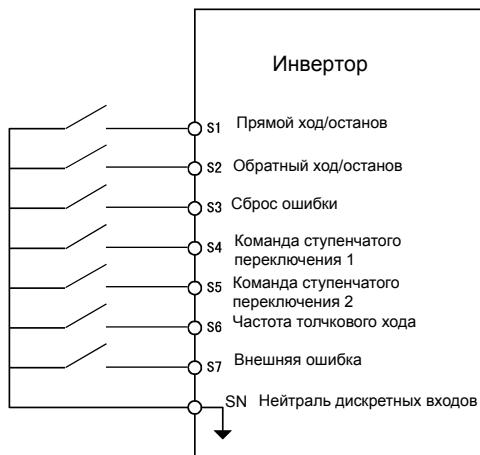 Инвертор
S1 Прямой ход/останов
S2 Обратный ход/останов
S3 Сброс ошибки
S4 Команда ступенчатого
переключения 1
S5 Команда ступенчатого
переключения 2
S6 Частота толчкового хода
S7 Внешняя ошибка
SN Нейтраль дискретных входов